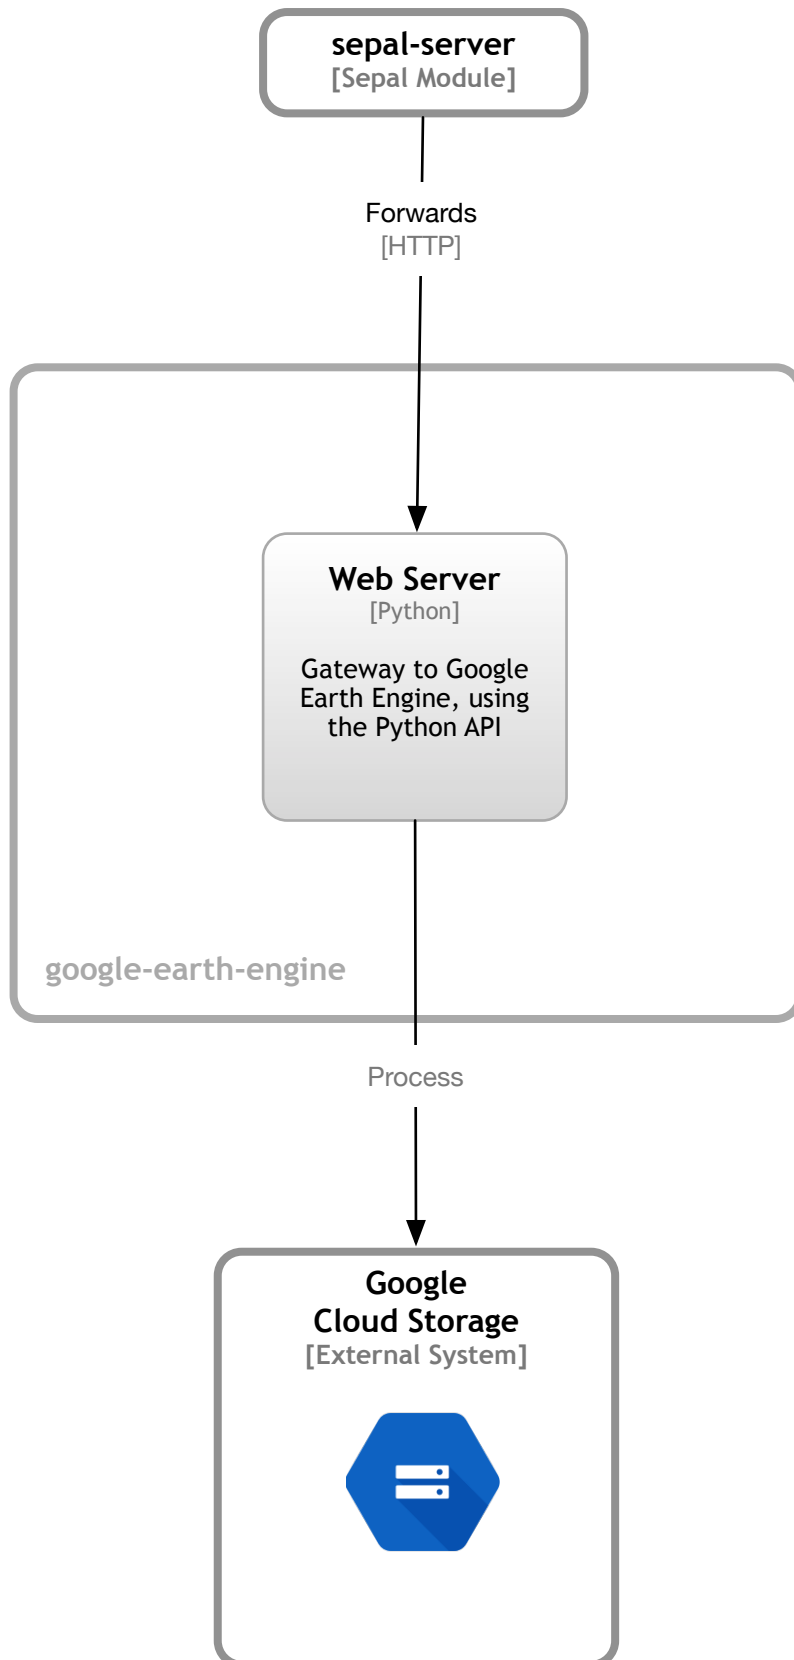 sepal-server
[Sepal Module]
Forwards
[HTTP]
Web Server
[Python]
Gateway to Google
Earth Engine, using
the Python API
google-earth-engine
Process
Google
Cloud Storage
[External System]